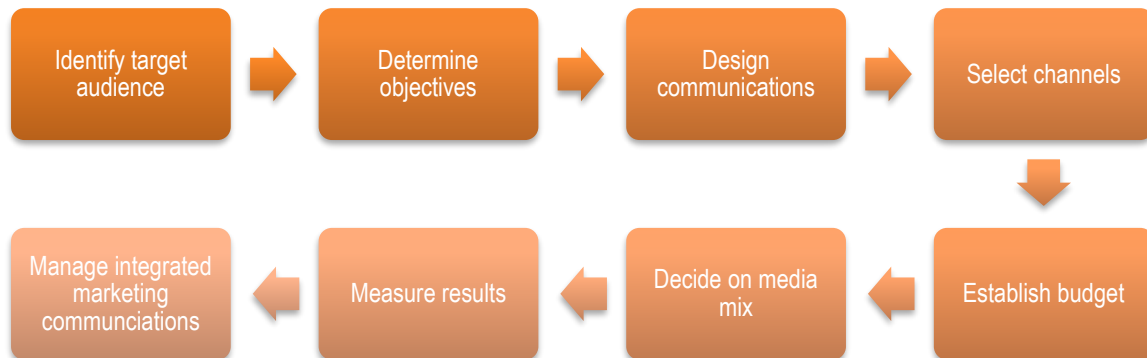 Identify target
audience
Determine
objectives
Design
communications
Select channels
Establish budget
Decide on media
mix
Measure results
Manage integrated
marketing
communciations